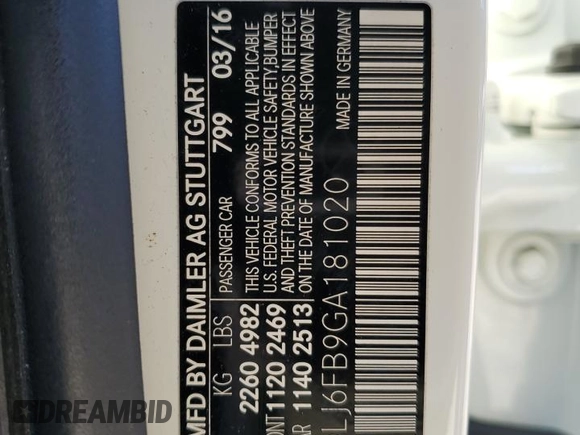 MFD BY DAIMLER AG STUTTGART
KG LBS PASSENGER CAR 799 03/16
2260 4982 THIS VEHICLE CONFORMS TO ALL APPLICABLE
U.S. FEDERAL MOTOR VEHICLE SAFETY, BUMPER
1120 2469 AND THEFT PREVENTION STANDARDS IN EFFECT
1140 2513 ON THE DATE OF MANUFACTURE SHOWN ABOVE
MADE IN GERMANY
LJ6FB9GA181020
DREAMBID